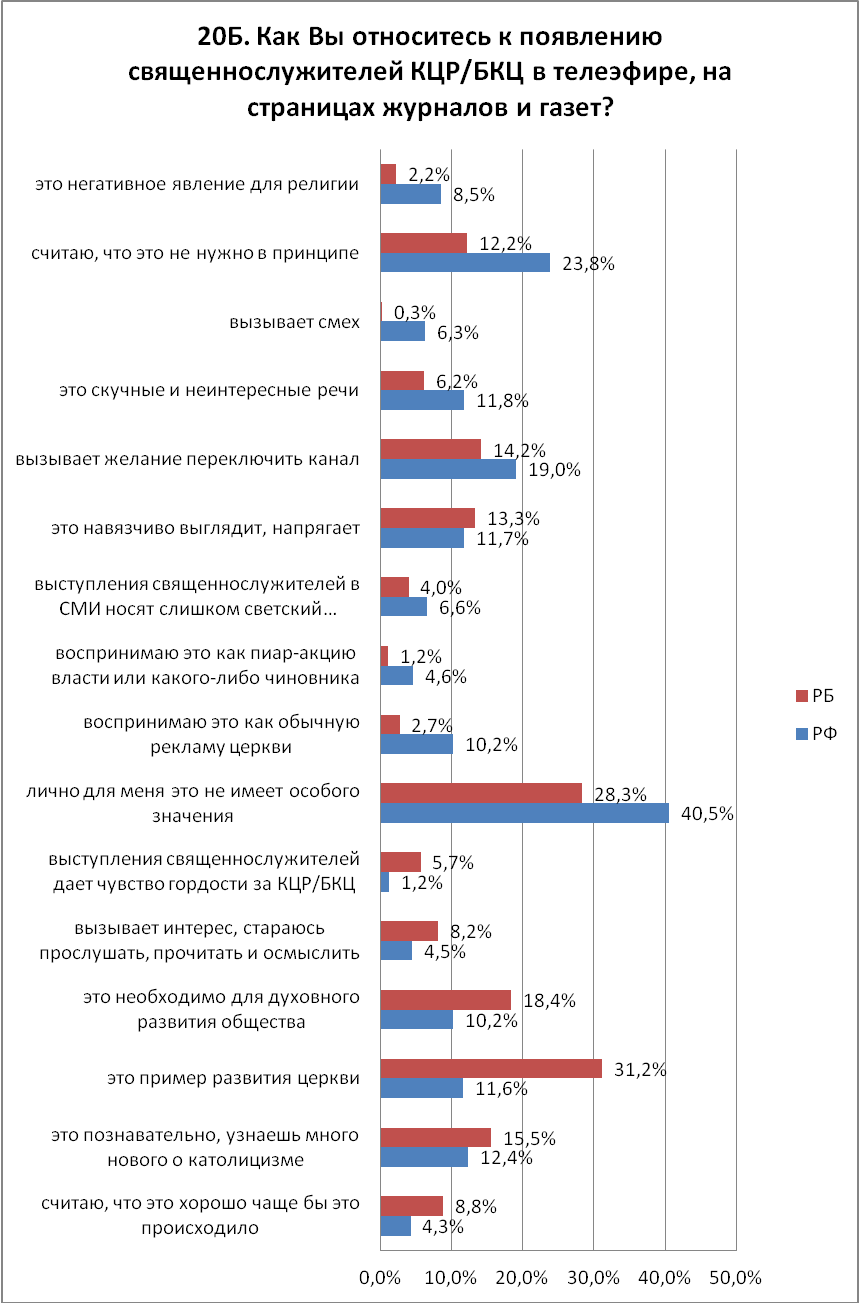 20Б. Как Вы относитесь к появлению
священнослужителей КЦР/БКЦ в телеэфире, на
страницах журналов и газет?
это негативное явление для религии
2,2%
8,5%
считаю, что это не нужно в принципе
12,2%
23,8%
вызывает смех
0,3%
6,3%
это скучные и неинтересные речи
6,2%
11,8%
вызывает желание переключить канал
14,2%
19,0%
это навязчиво выглядит, напрягает
13,3%
11,7%
выступления священнослужителей в
СМИ носят слишком светский...
4,0%
6,6%
воспринимаю это как пиар-акцию
власти или какого-либо чиновника
1,2%
4,6%
воспринимаю это как обычную
рекламу церкви
2,7%
10,2%
лично для меня это не имеет особого
значения
28,3%
40,5%
выступления священнослужителей
дает чувство гордости за КЦР/БКЦ
5,7%
1,2%
вызывает интерес, стараюсь
прослушать, прочитать и осмыслить
8,2%
4,5%
это необходимо для духовного
развития общества
18,4%
10,2%
это пример развития церкви
31,2%
11,6%
это познавательно, узнаешь много
нового о католицизме
15,5%
12,4%
считаю, что это хорошо чаще бы это
происходило
8,8%
4,3%
РБ
РФ
0,0% 10,0% 20,0% 30,0% 40,0% 50,0%